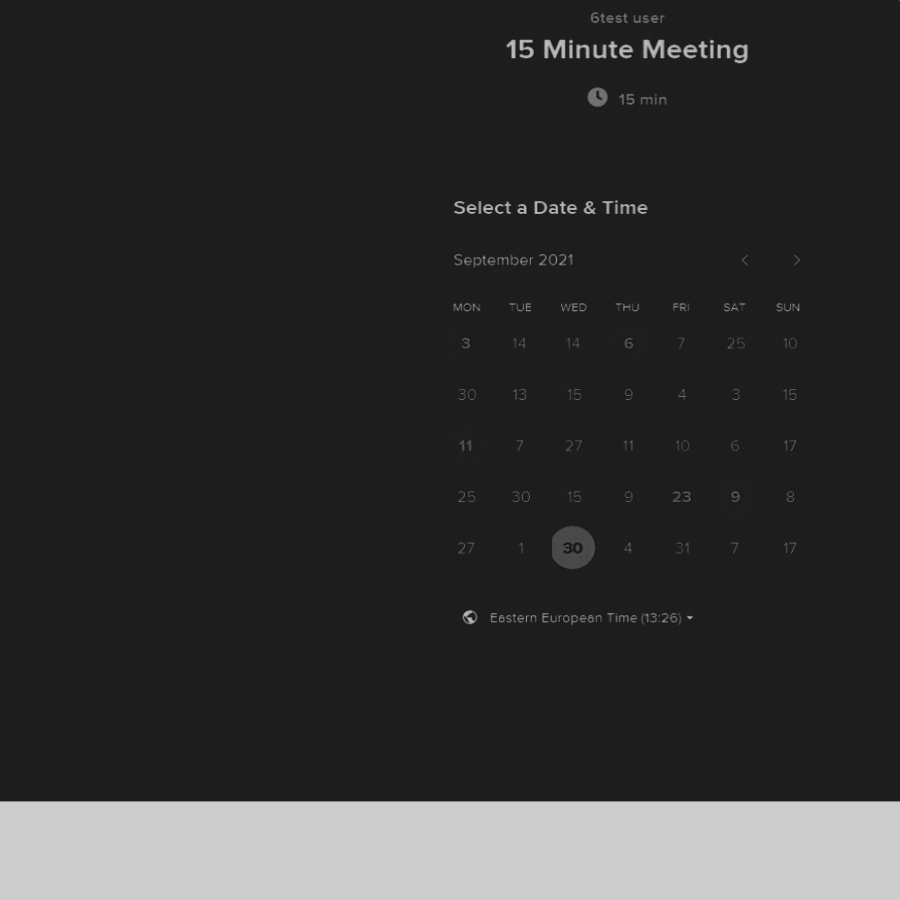 6test user
15 Minute Meeting
15 min
Select a Date & Time
September 2021
MON TUE WED THU FRI SAT SUN
3 14 14 6 7 25 10
30 13 15 9 4 3 15
11 7 27 11 10 6 17
25 30 15 9 23 9 8
27 1 30 4 31 7 17
Eastern European Time (13:26)